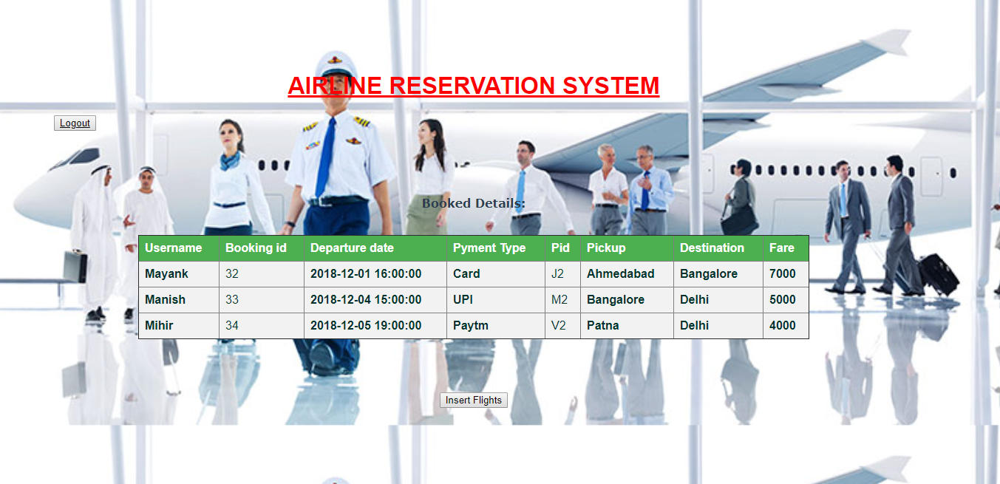 AIRLINE RESERVATION SYSTEM
Logout
Booked Details:
Username Booking id Departure date Pyment Type Pid Pickup Destination Fare
Mayank 32 2018-12-01 16:00:00 Card J2 Ahmedabad Bangalore 7000
Manish 33 2018-12-04 15:00:00 UPI M2 Bangalore Delhi 5000
Mihir 34 2018-12-05 19:00:00 Paytm V2 Patna Delhi 4000
Insert Flights